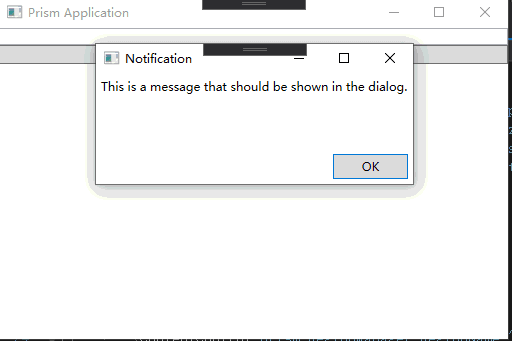 Prism Application
Notification
This is a message that should be shown in the dialog.
OK